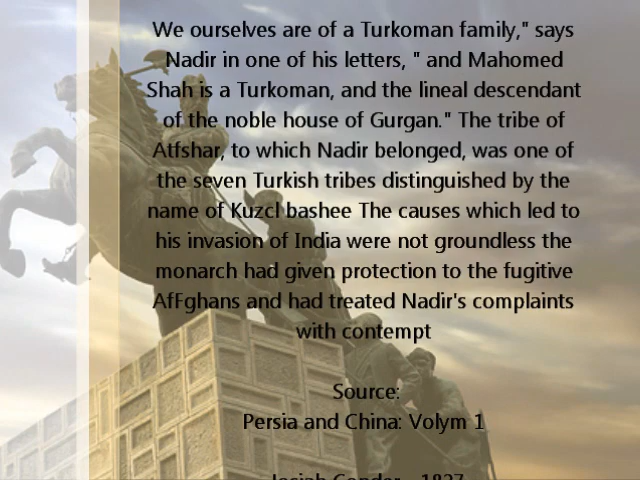 We ourselves are of a Turkoman family," says
Nadir in one of his letters, " and Mahomed
Shah is a Turkoman, and the lineal descendant
of the noble house of Gurgan." The tribe of
Atfshar, to which Nadir belonged, was one of
the seven Turkish tribes distinguished by the
name of Kuzcl bashee The causes which led to
his invasion of India were not groundless the
monarch had given protection to the fugitive
AfFghans and had treated Nadir's complaints
with contempt
Source:
Persia and China: Volym 1
Josiah Conder - 1827